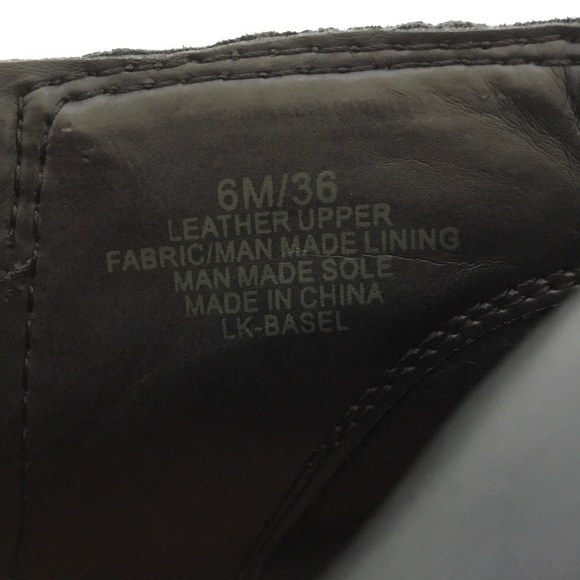 6M/36
LEATHER UPPER
FABRIC/MAN MADE LINING
MAN MADE SOLE
MADE IN CHINA
LK-BASEL